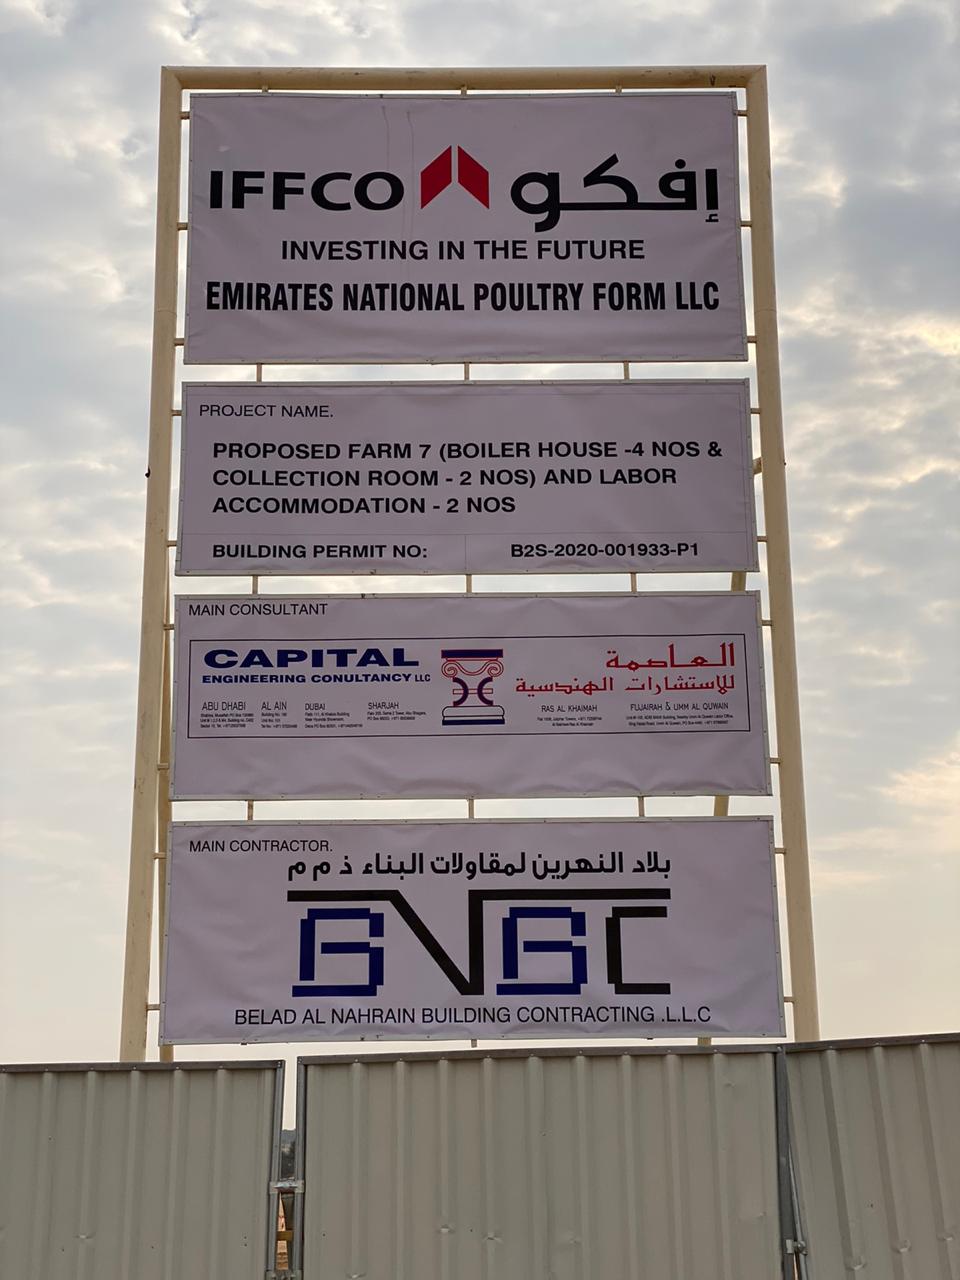 IFFCO إفكو
INVESTING IN THE FUTURE
EMIRATES NATIONAL POULTRY FORM LLC
PROJECT NAME.
PROPOSED FARM 7 (BOILER HOUSE -4 NOS &
COLLECTION ROOM - 2 NOS) AND LABOR
ACCOMMODATION - 2 NOS
BUILDING PERMIT NO: B2S-2020-001933-P1
MAIN CONSULTANT
CAPITAL
ENGINEERING CONULTANCY LLC
العاصمة
للاستشارات الهندسية
ABU DHABI
AL AIN
DUBAI
SHARJAH
RAS AL KHAIMAH
FUJAIRAH & UMM AL QUWAIN
MAIN CONTRACTOR.
بلاد النهرين لمقاولات البناء ذ م م
BNBC
BELAD AL NAHRAIN BUILDING CONTRACTING .L.L.C